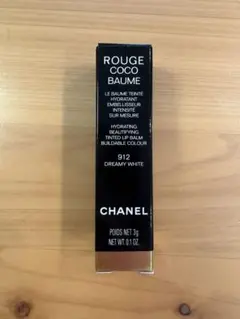 ROUGE
COCO
BAUME
LE BAUME TEINTÉ
HYDRATANT
EMBELLISSEUR
INTENSITÉ
SUR MESURE
HYDRATING
BEAUTIFYING
TINTED LIP BALM
BUILDABLE COLOUR
912
DREAMY WHITE
CHANEL
POIDS NET 3g
NET WT. 0.1 OZ.